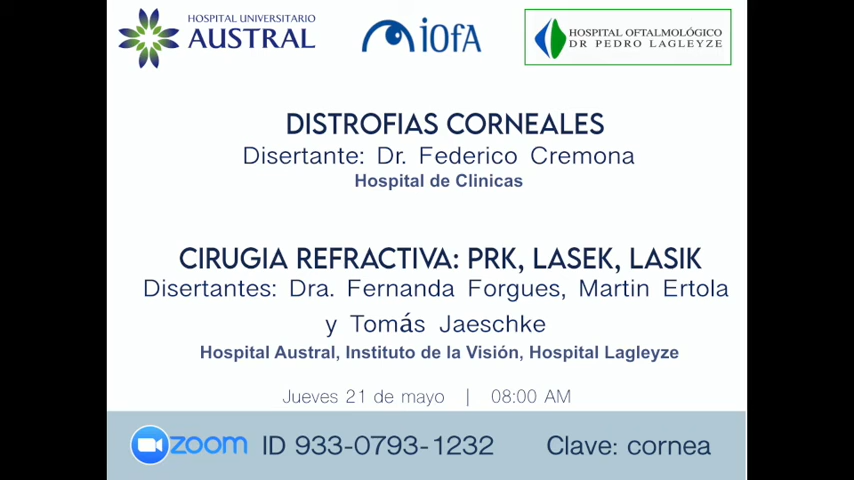 HOSPITAL UNIVERSITARIO
AUSTRAL
iOfA
HOSPITAL OFTALMOLÓGICO
DR PEDRO LAGLEYZE
DISTROFIAS CORNEALES
Disertante: Dr. Federico Cremona
Hospital de Clinicas
CIRUGIA REFRACTIVA: PRK, LASEK, LASIK
Disertantes: Dra. Fernanda Forgues, Martin Ertola
y Tomás Jaeschke
Hospital Austral, Instituto de la Visión, Hospital Lagleyze
Jueves 21 de mayo | 08:00 AM
zoom ID 933-0793-1232 Clave: cornea